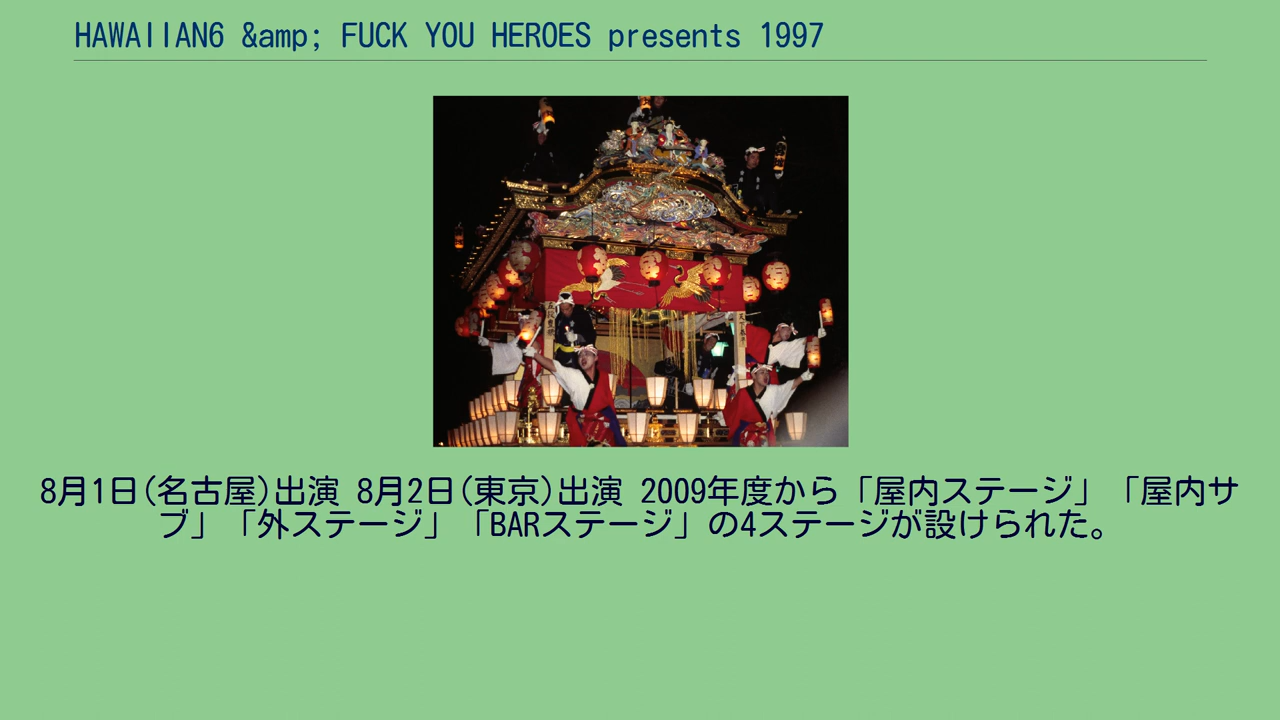 HAWAIIAN6 &amp; FUCK YOU HEROES presents 1997
8月1日(名古屋)出演 8月2日(東京)出演 2009年度から「屋内ステージ」「屋内サ
ブ」「外ステージ」「BARステージ」の4ステージが設けられた。